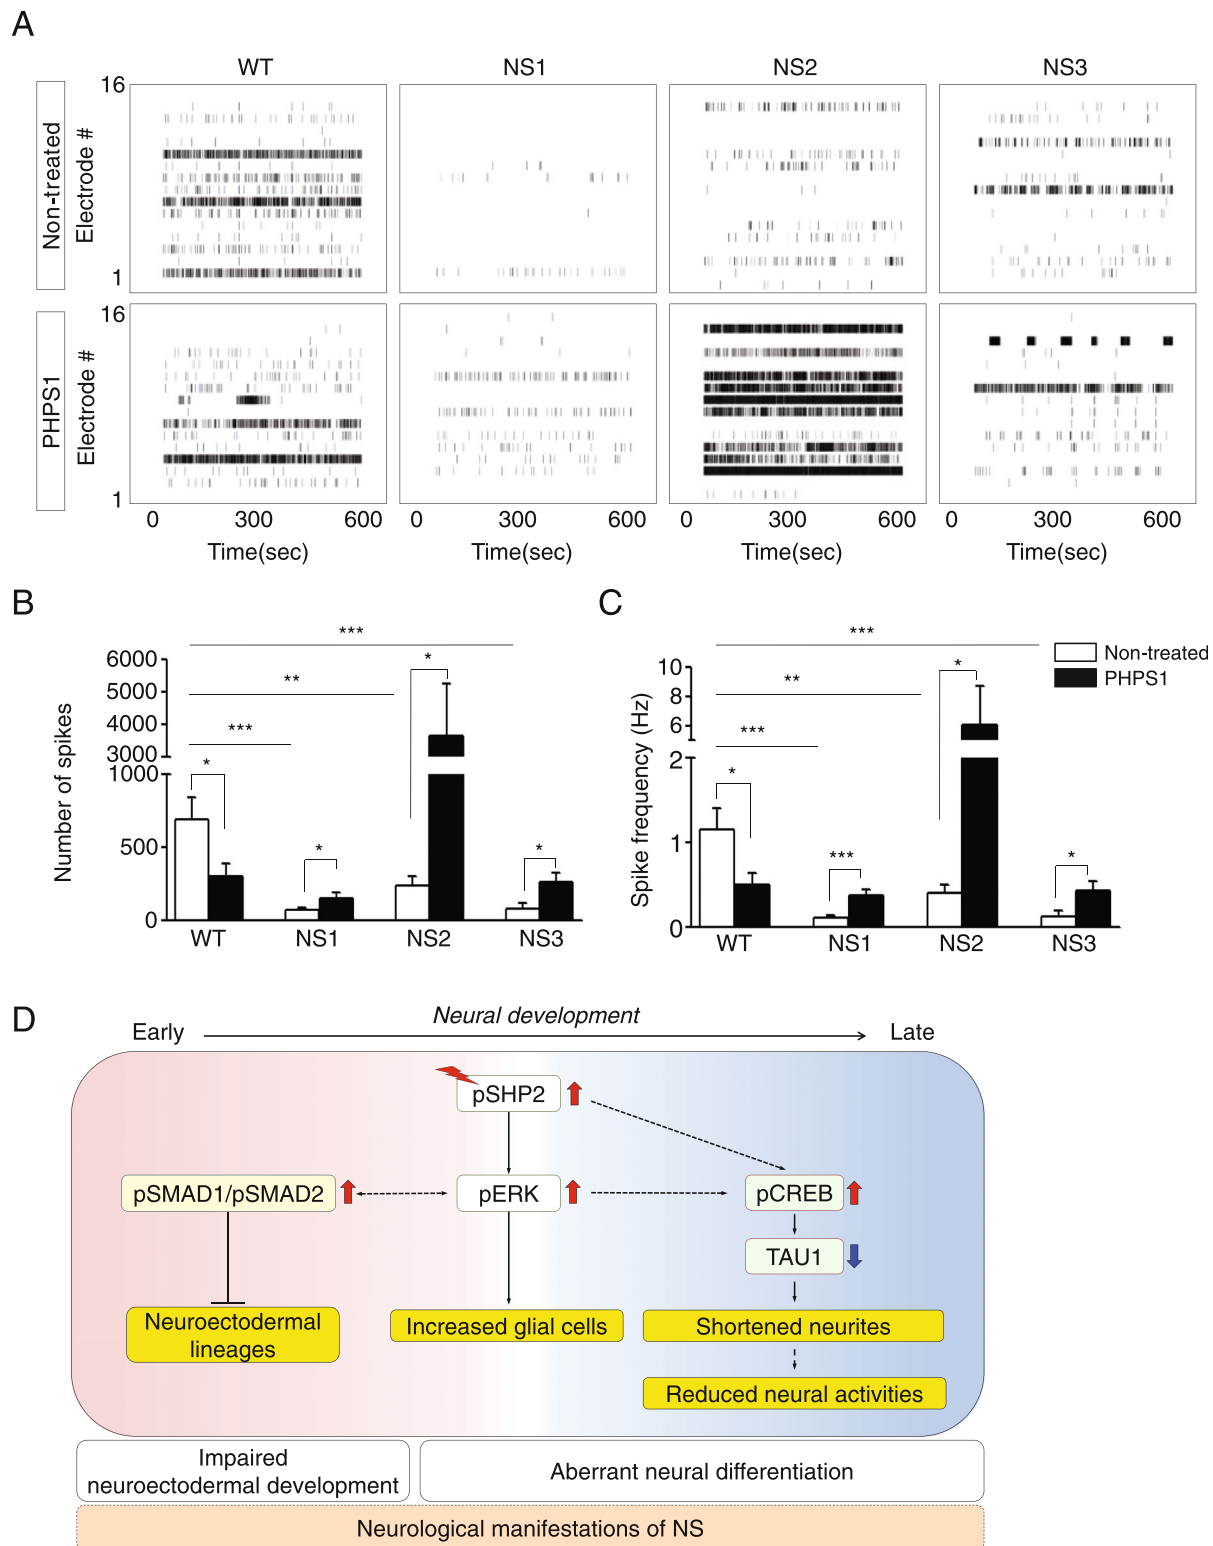 A
WT
NS1
NS2
NS3
Non-treated
Electrode #
16
1
PHPS1
Electrode #
16
1
0 300 600
0 300 600
0 300 600
0 300 600
Time(sec)
Time(sec)
Time(sec)
Time(sec)
B
Number of spikes
6000
5000
4000
3000
1000
500
0
***
**
***
*
*
*
*
WT
NS1
NS2
NS3
C
Spike frequency (Hz)
10
8
6
2
1
0
***
**
***
*
***
*
*
WT
NS1
NS2
NS3
Non-treated
PHPS1
D
Neural development
Early
Late
pSHP2
pSMAD1/pSMAD2
pERK
pCREB
TAU1
Neuroectodermal
lineages
Increased glial cells
Shortened neurites
Reduced neural activities
Impaired
neuroectodermal development
Aberrant neural differentiation
Neurological manifestations of NS